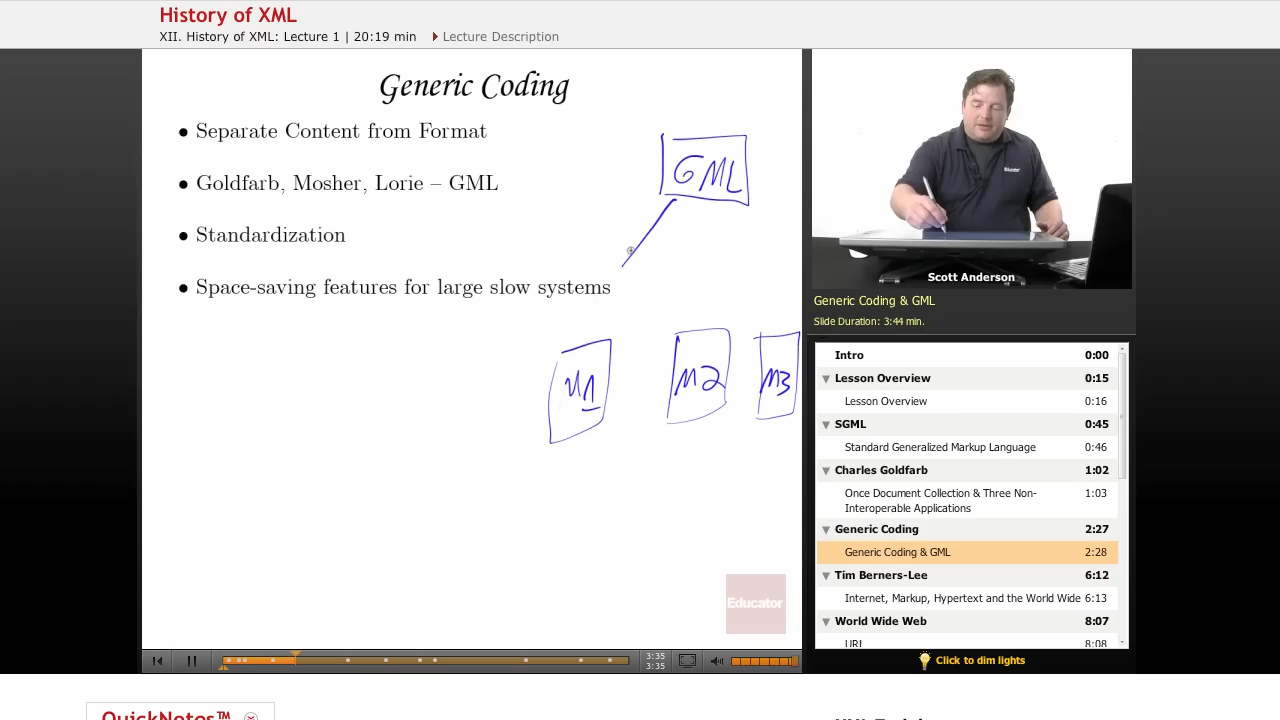 History of XML
XII. History of XML: Lecture 1 | 20:19 min
Lecture Description
Generic Coding
• Separate Content from Format
• Goldfarb, Mosher, Lorie – GML
• Standardization
• Space-saving features for large slow systems
GML
M1
M2
M3
Educator
Educator
Scott Anderson
Generic Coding & GML
Slide Duration: 3:44 min.
Intro 0:00
Lesson Overview 0:15
Lesson Overview 0:16
SGML 0:45
Standard Generalized Markup Language 0:46
Charles Goldfarb 1:02
Once Document Collection & Three Non- 1:03
Interoperable Applications
Generic Coding 2:27
Generic Coding & GML 2:28
Tim Berners-Lee 6:12
Internet, Markup, Hypertext and the World Wide 6:13
World Wide Web 8:07
URL 8:08
3:35
3:35
Click to dim lights
QuickNotes™